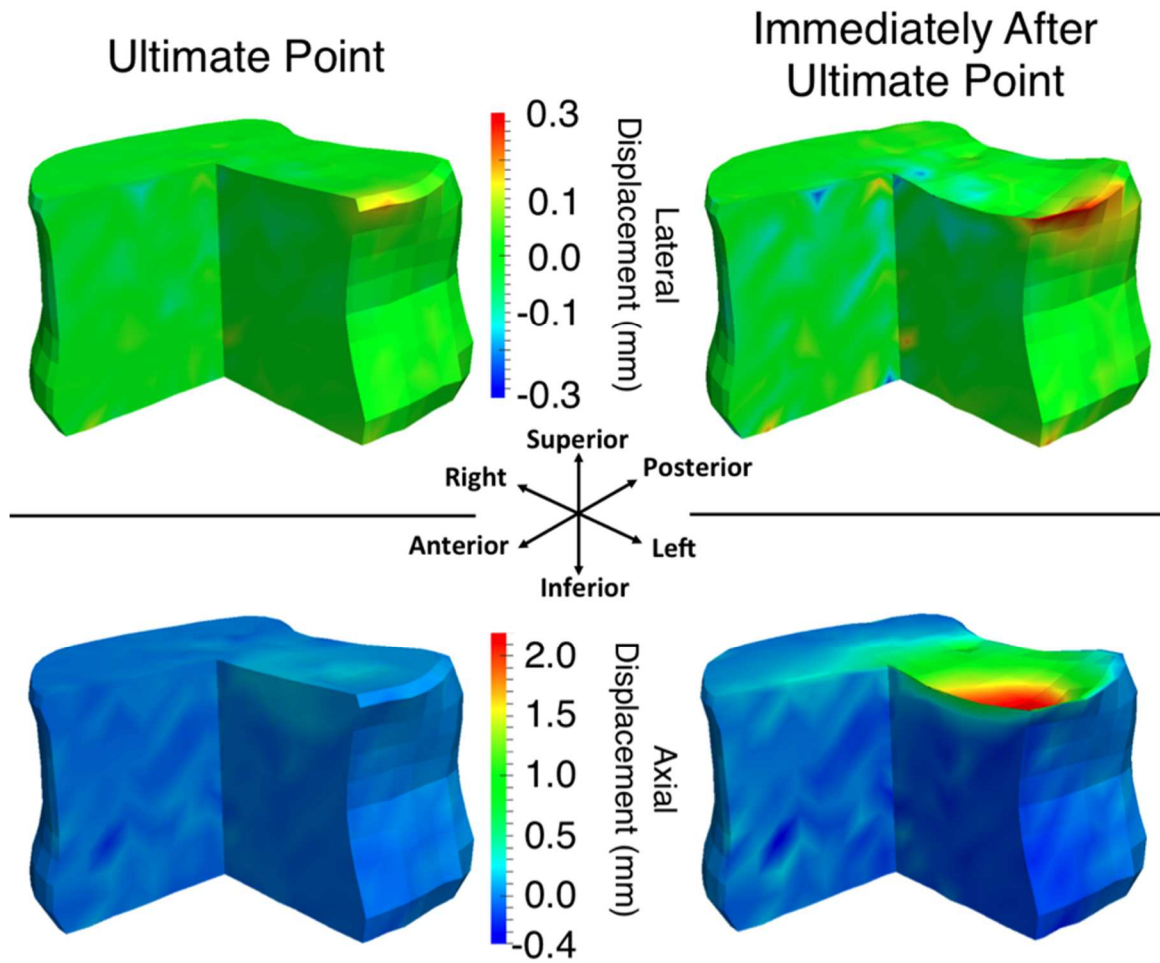 Ultimate Point
Immediately After
Ultimate Point
0.3
0.1
0.0
-0.1
-0.3
Lateral
Displacement (mm)
Superior
Right
Posterior
Anterior
Left
Inferior
2.0
1.5
1.0
0.5
0.0
-0.4
Axial
Displacement (mm)